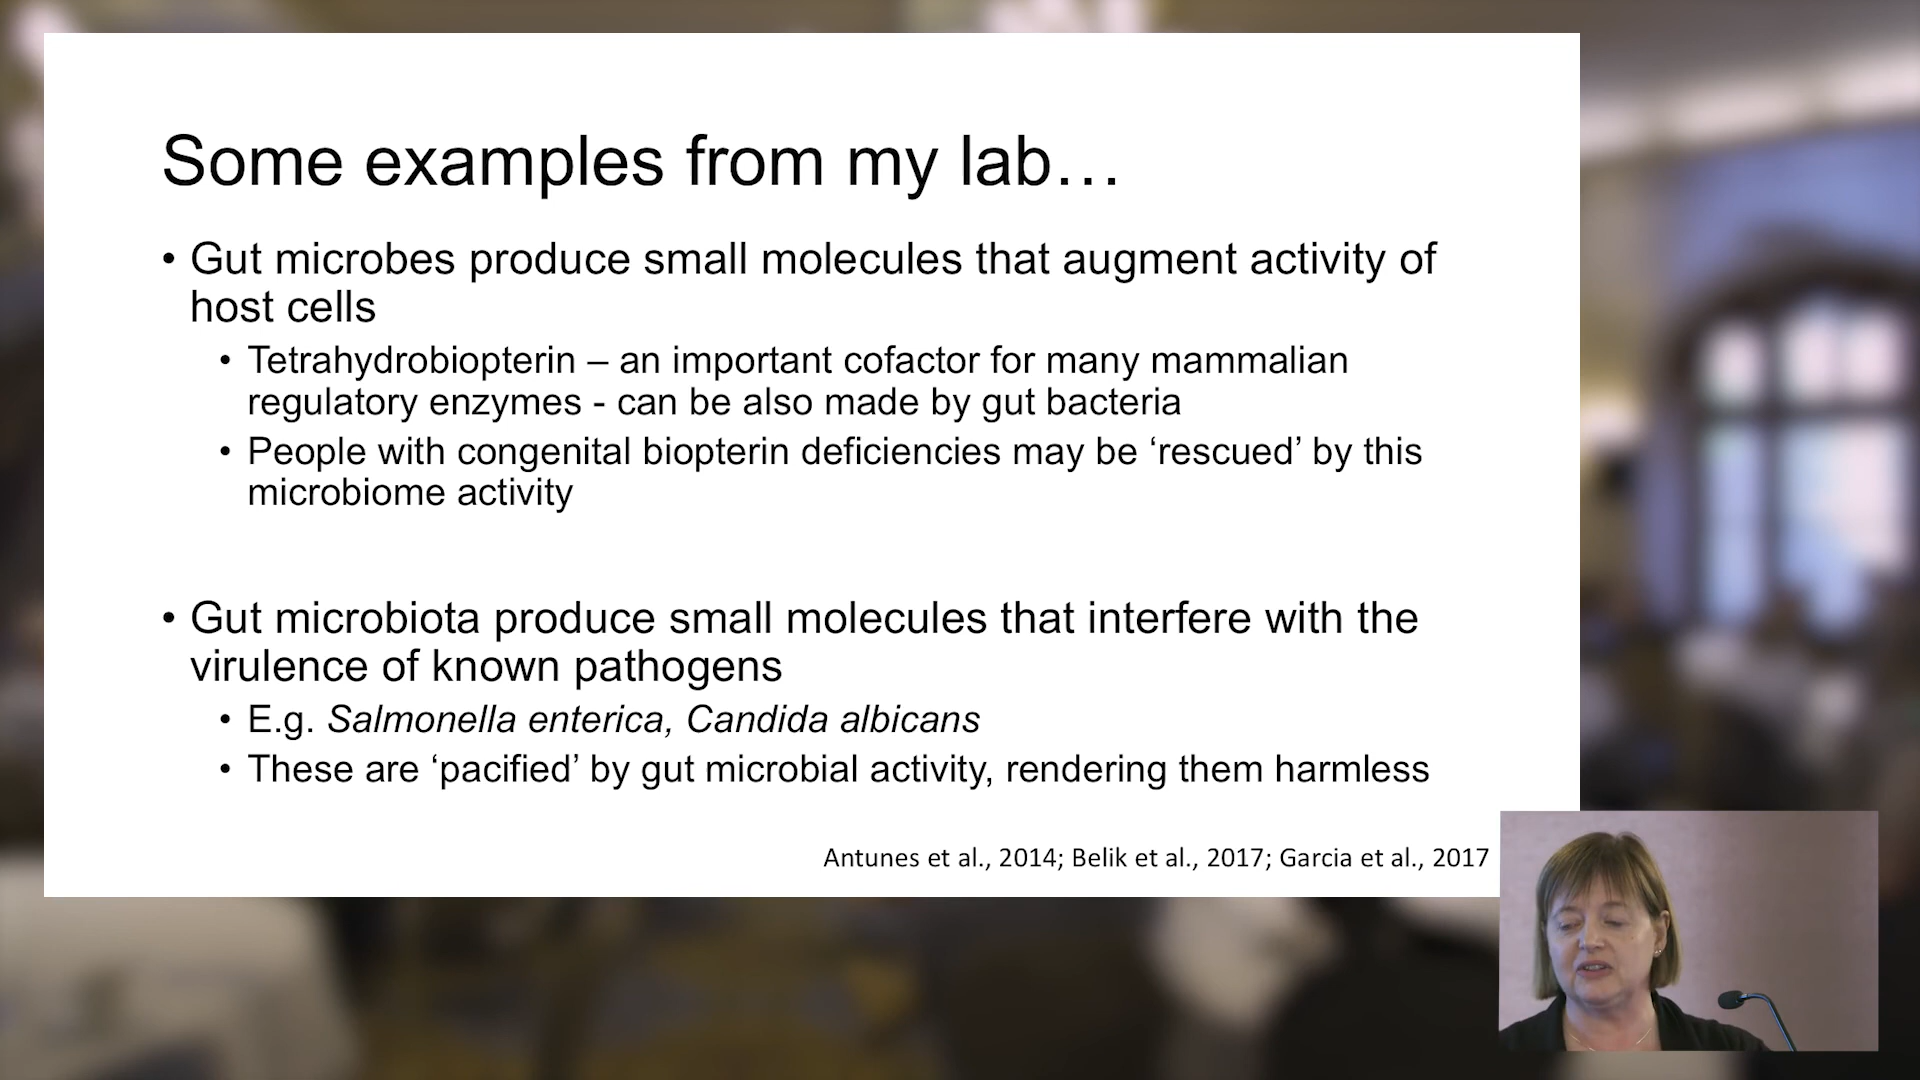 Some examples from my lab…
• Gut microbes produce small molecules that augment activity of
host cells
• Tetrahydrobiopterin – an important cofactor for many mammalian
regulatory enzymes - can be also made by gut bacteria
• People with congenital biopterin deficiencies may be ‘rescued’ by this
microbiome activity
• Gut microbiota produce small molecules that interfere with the
virulence of known pathogens
• E.g. Salmonella enterica, Candida albicans
• These are ‘pacified’ by gut microbial activity, rendering them harmless
Antunes et al., 2014; Belik et al., 2017; Garcia et al., 2017